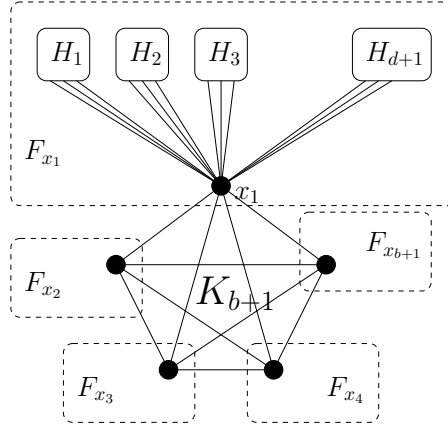 H_1 H_2 H_3 H_{d+1}
F_{x_1}
x_1
F_{x_{b+1}}
F_{x_2}
K_{b+1}
F_{x_3} F_{x_4}